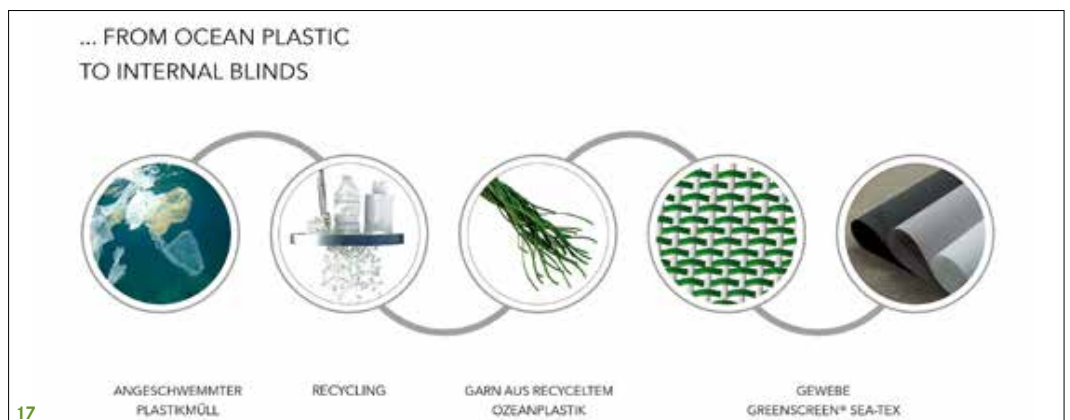 ... FROM OCEAN PLASTIC
TO INTERNAL BLINDS
ANGESCHWEMMTER
PLASTIKMÜLL
RECYCLING
GARN AUS RECYCELTEM
OZEANPLASTIK
GEWEBE
GREENSCREEN® SEA-TEX
17